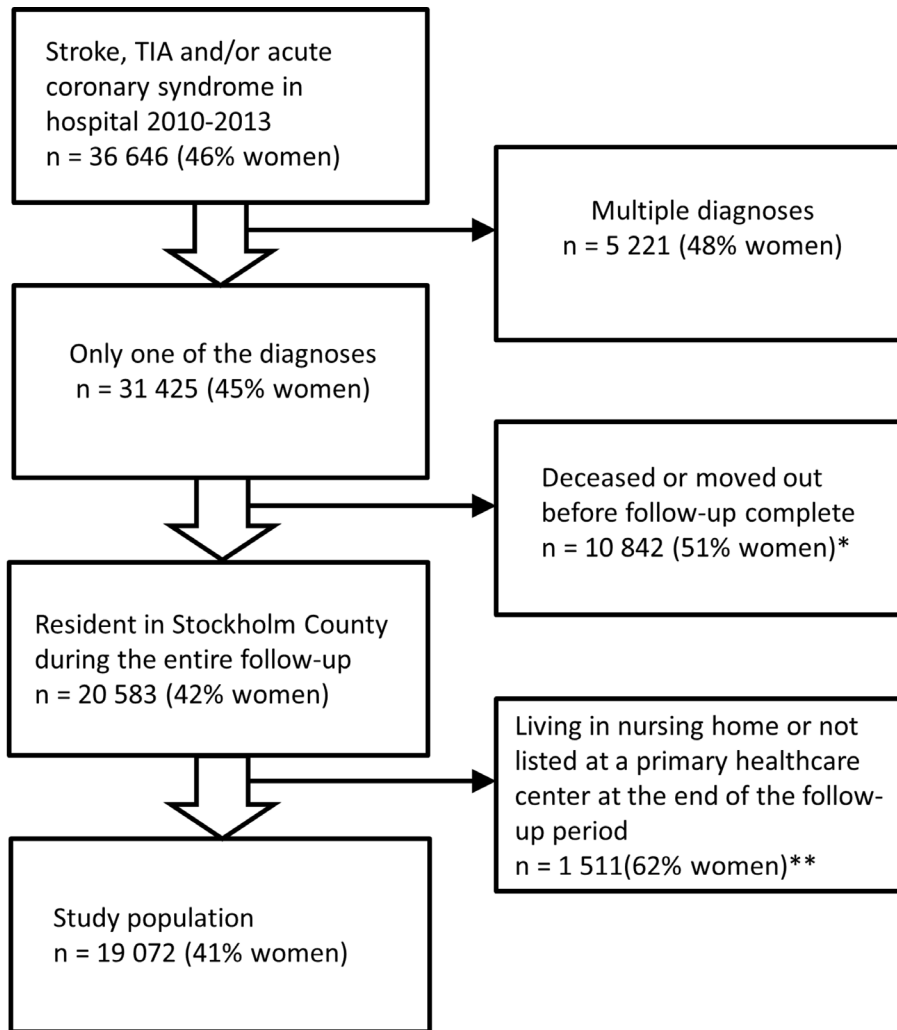 Stroke, TIA and/or acute
coronary syndrome in
hospital 2010-2013
n = 36 646 (46% women)
Multiple diagnoses
n = 5 221 (48% women)
Only one of the diagnoses
n = 31 425 (45% women)
Deceased or moved out
before follow-up complete
n = 10 842 (51% women)*
Resident in Stockholm County
during the entire follow-up
n = 20 583 (42% women)
Living in nursing home or not
listed at a primary healthcare
center at the end of the follow-
up period
n = 1 511(62% women)**
Study population
n = 19 072 (41% women)